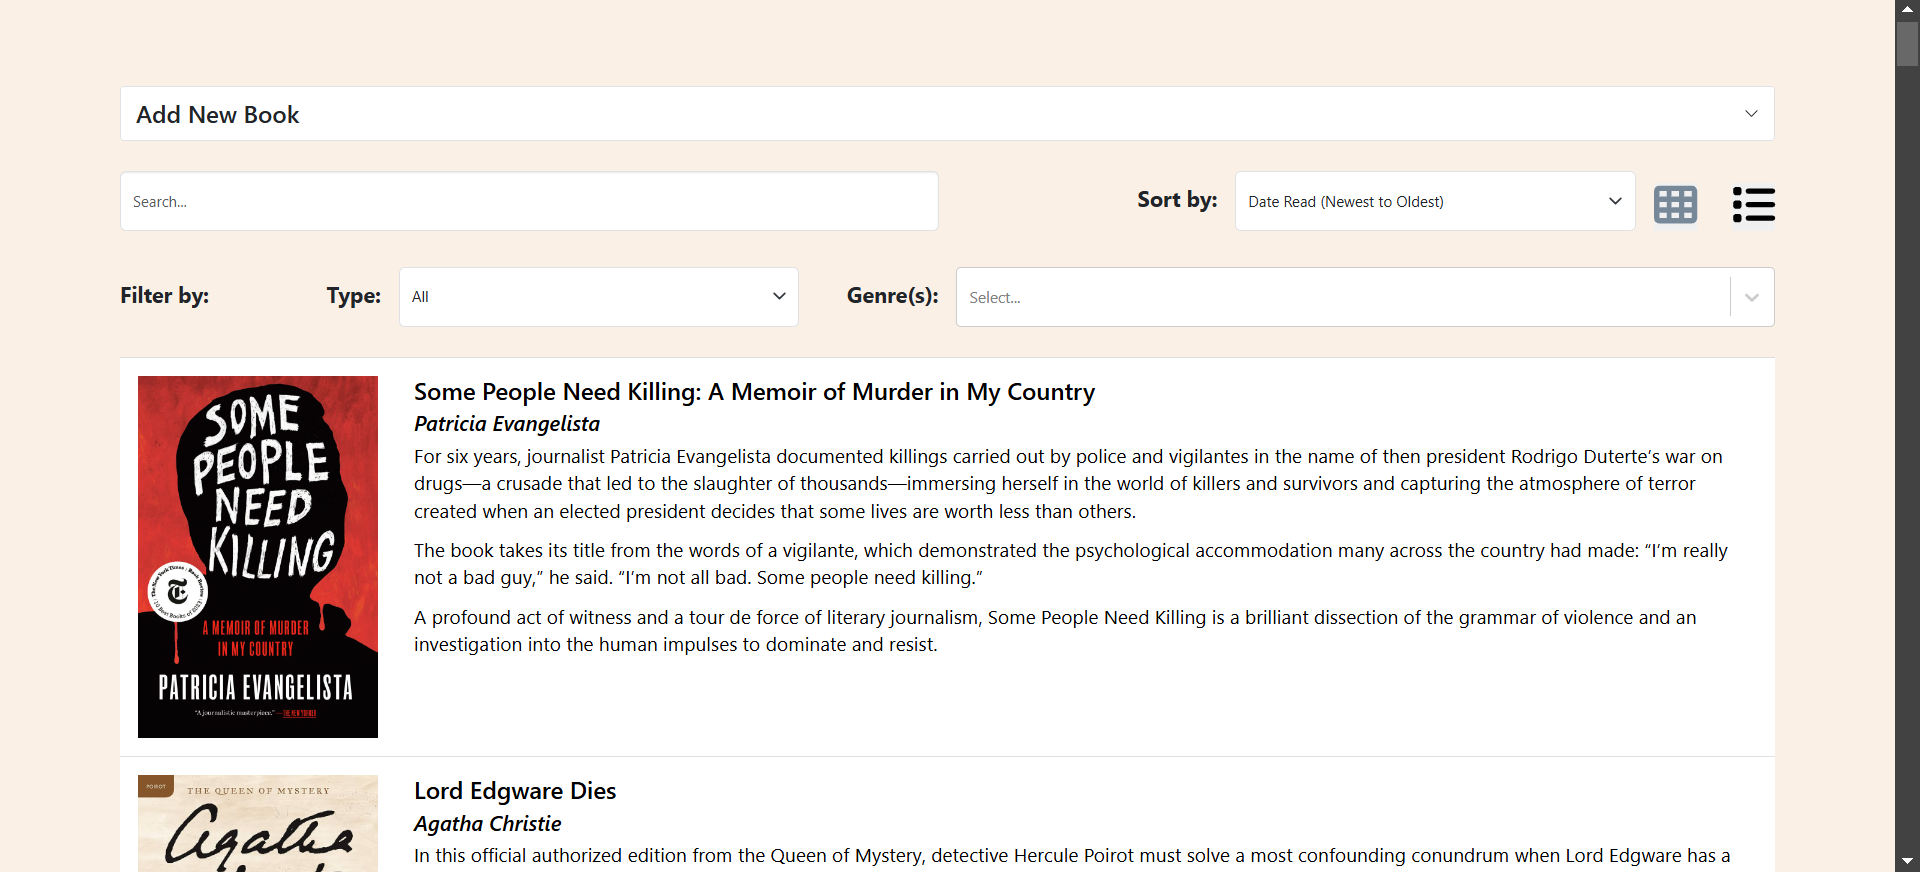 Add New Book
Search...
Sort by:
Date Read (Newest to Oldest)
Filter by:
Type:
All
Genre(s):
Select...
SOME
PEOPLE
NEED
KILLING
The New York Times Book Review
10 Best Books of 2023
A MEMOIR OF MURDER
IN MY COUNTRY
PATRICIA EVANGELISTA
"A journalistic masterpiece." —THE NEW YORKER
Some People Need Killing: A Memoir of Murder in My Country
Patricia Evangelista
For six years, journalist Patricia Evangelista documented killings carried out by police and vigilantes in the name of then president Rodrigo Duterte’s war on
drugs—a crusade that led to the slaughter of thousands—immersing herself in the world of killers and survivors and capturing the atmosphere of terror
created when an elected president decides that some lives are worth less than others.
The book takes its title from the words of a vigilante, which demonstrated the psychological accommodation many across the country had made: “I’m really
not a bad guy,” he said. “I’m not all bad. Some people need killing.”
A profound act of witness and a tour de force of literary journalism, Some People Need Killing is a brilliant dissection of the grammar of violence and an
investigation into the human impulses to dominate and resist.
POIROT
THE QUEEN OF MYSTERY
Agatha
Lord Edgware Dies
Agatha Christie
In this official authorized edition from the Queen of Mystery, detective Hercule Poirot must solve a most confounding conundrum when Lord Edgware has a